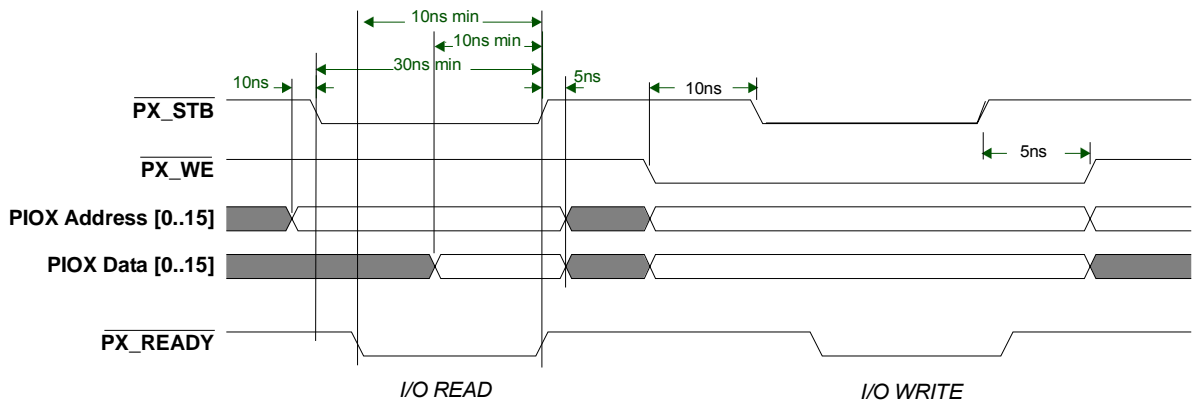 10ns min
10ns min
30ns min
10ns
5ns
10ns
PX_STB
5ns
PX_WE
PIOX Address [0..15]
PIOX Data [0..15]
PX_READY
I/O READ
I/O WRITE